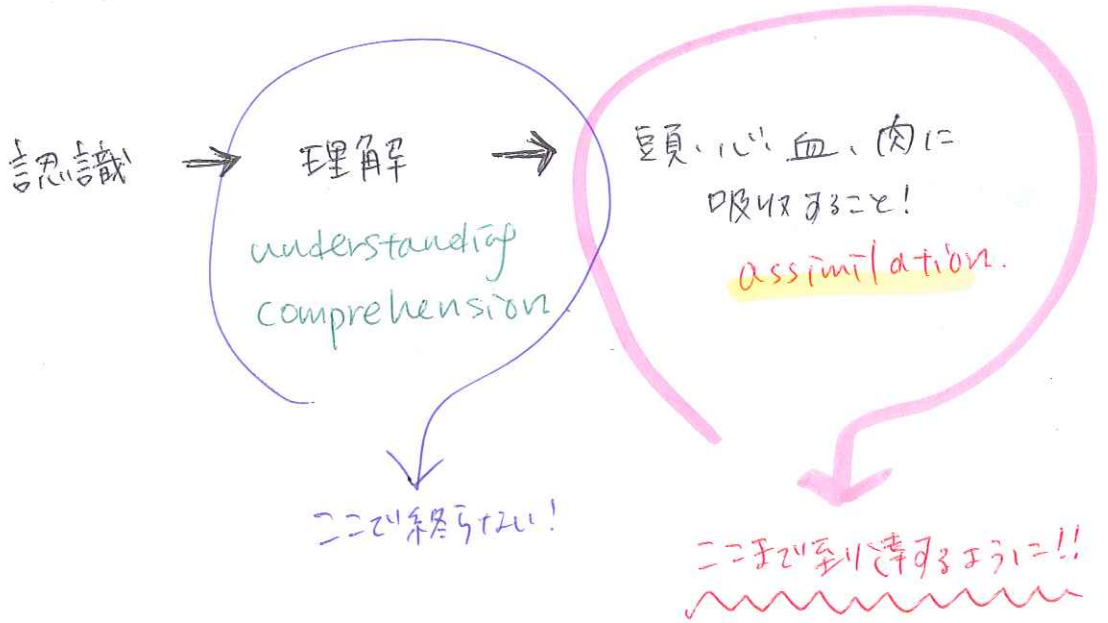 認識 → 理解 → 頭、心、血、肉に
吸収すること!
understanding
comprehension
assimilation.
ここで終らない!
ここまで到達するように!!